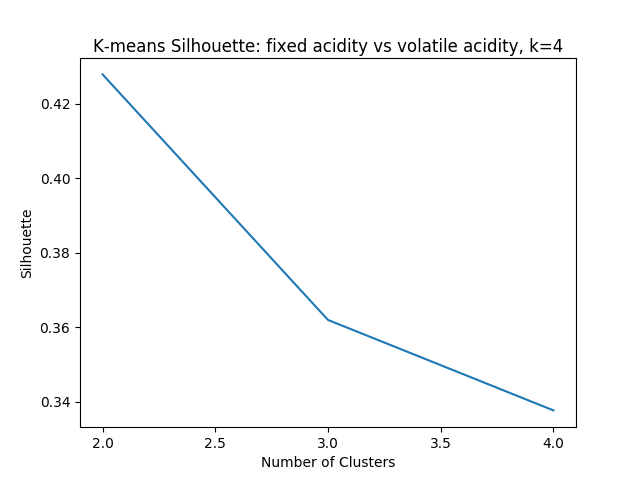 K-means Silhouette: fixed acidity vs volatile acidity, k=4
0.42
0.40
0.38
0.36
0.34
Silhouette
2.0 2.5 3.0 3.5 4.0
Number of Clusters